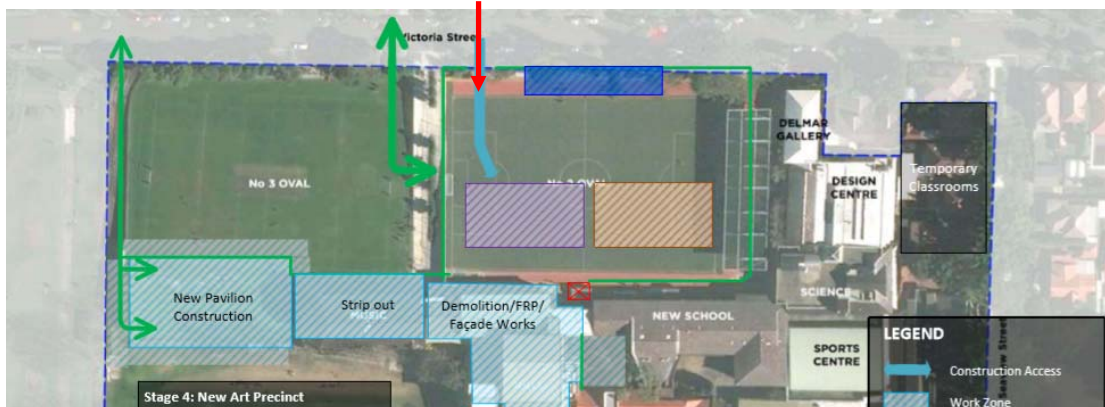 Victoria Street
DELMAR
GALLERY
No 3 OVAL
DESIGN
CENTRE
Temporary
Classrooms
New Pavilion
Construction
Strip out
MUSIC
Demolition/FRP/
Façade Works
NEW SCHOOL
SCIENCE
SPORTS
CENTRE
LEGEND
Construction Access
Work Zone
Stage 4: New Art Precinct